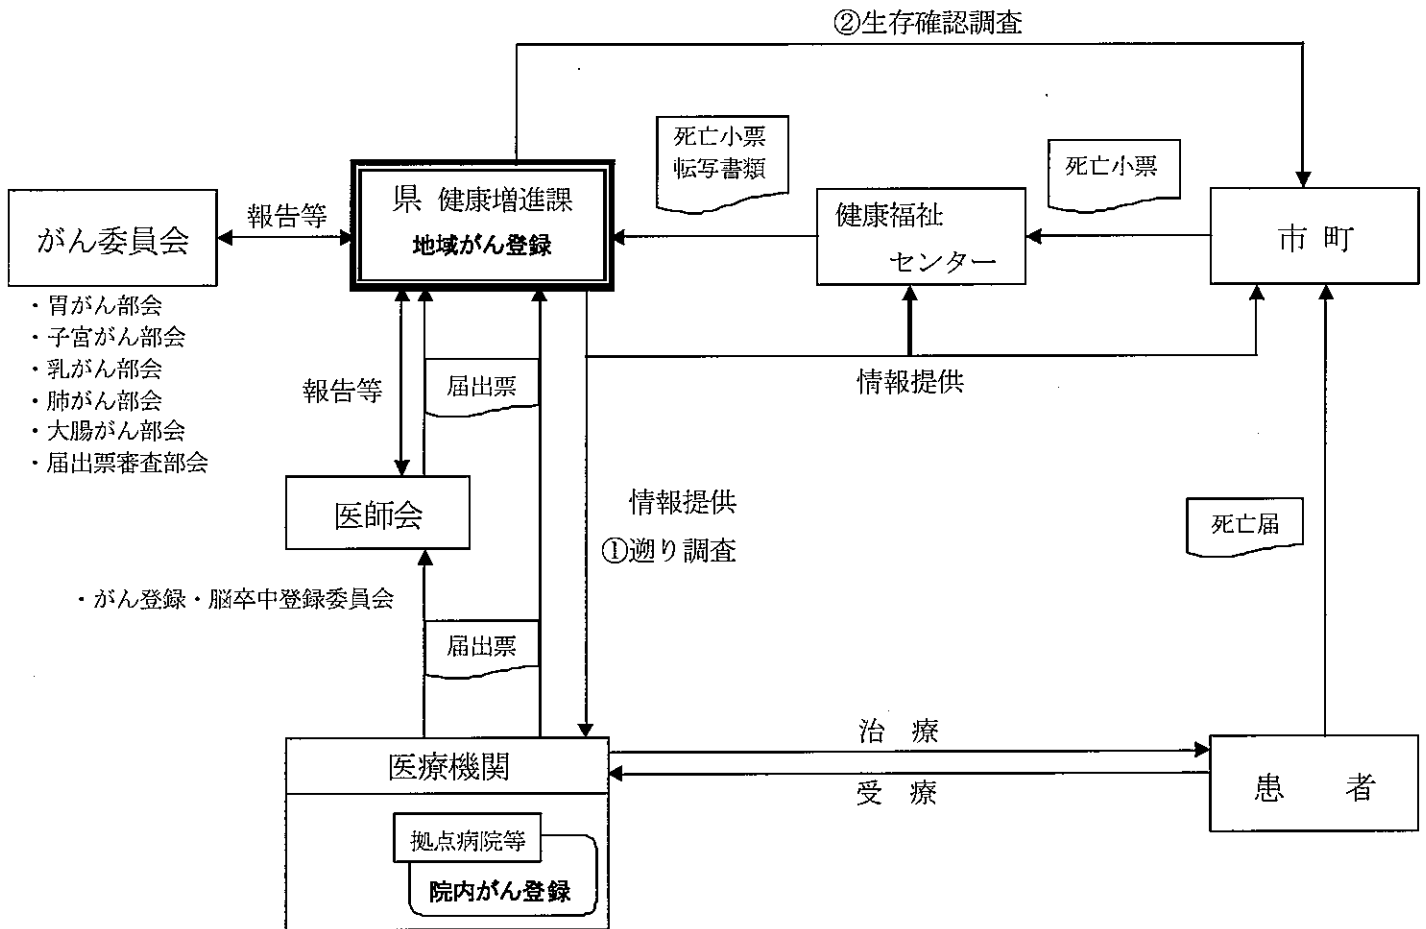 ②生存確認調査
死亡小票
転写書類
死亡小票
県 健康増進課
地域がん登録
がん委員会
報告等
健康福祉
センター
市 町
・胃がん部会
・子宮がん部会
・乳がん部会
・肺がん部会
・大腸がん部会
・届出票審査部会
報告等
届出票
情報提供
医師会
情報提供
①遡り調査
死亡届
・がん登録・脳卒中登録委員会
届出票
医療機関
治 療
受 療
患 者
拠点病院等
院内がん登録